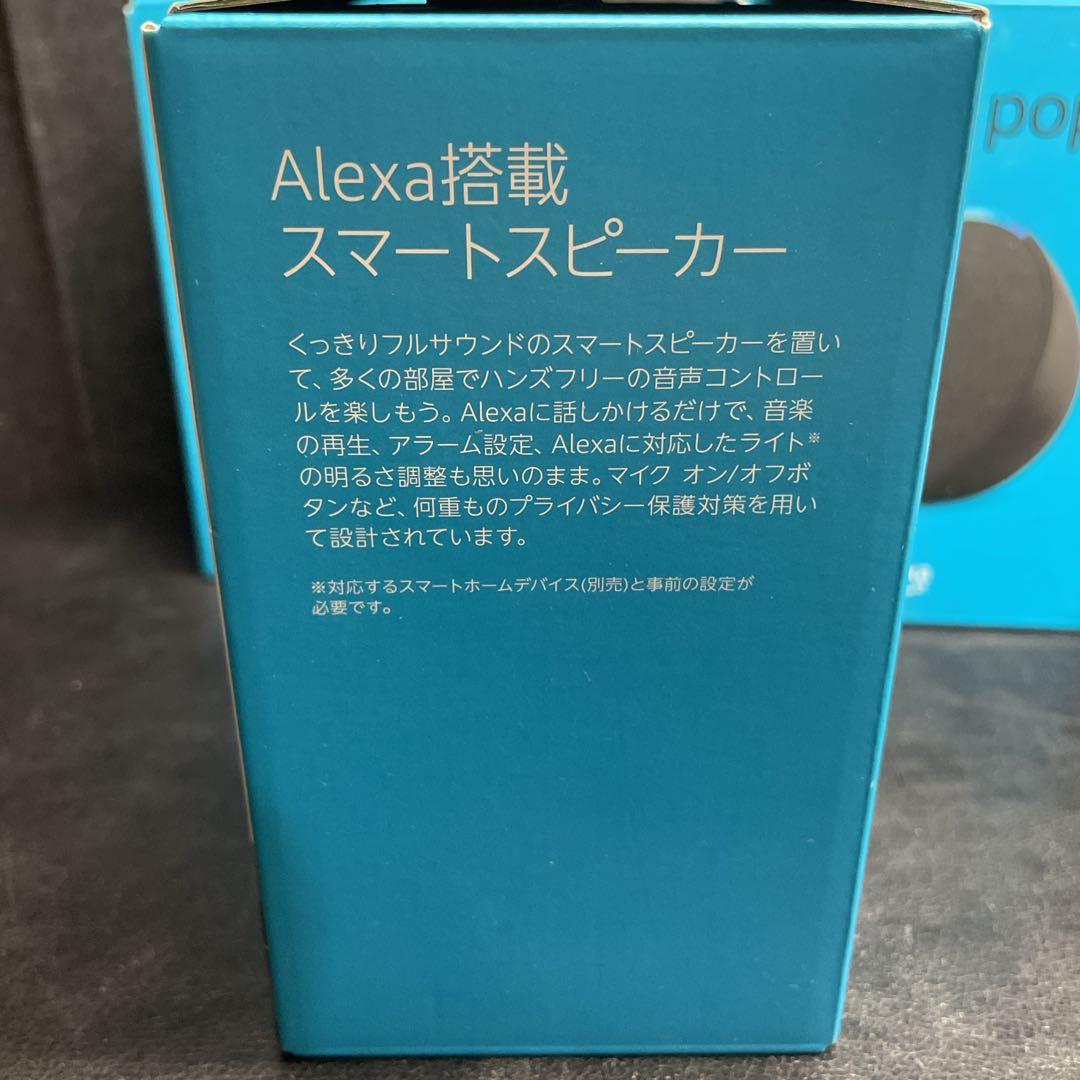 Alexa搭載
スマートスピーカー
くっきりフルサウンドのスマートスピーカーを置い
て、多くの部屋でハンズフリーの音声コントロー
ルを楽しもう。Alexaに話しかけるだけで、音楽
の再生、アラーム設定、Alexaに対応したライト※
の明るさ調整も思いのまま。マイク オン/オフボ
タンなど、何重ものプライバシー保護対策を用い
て設計されています。
※対応するスマートホームデバイス(別売)と事前の設定が
必要です。
pop